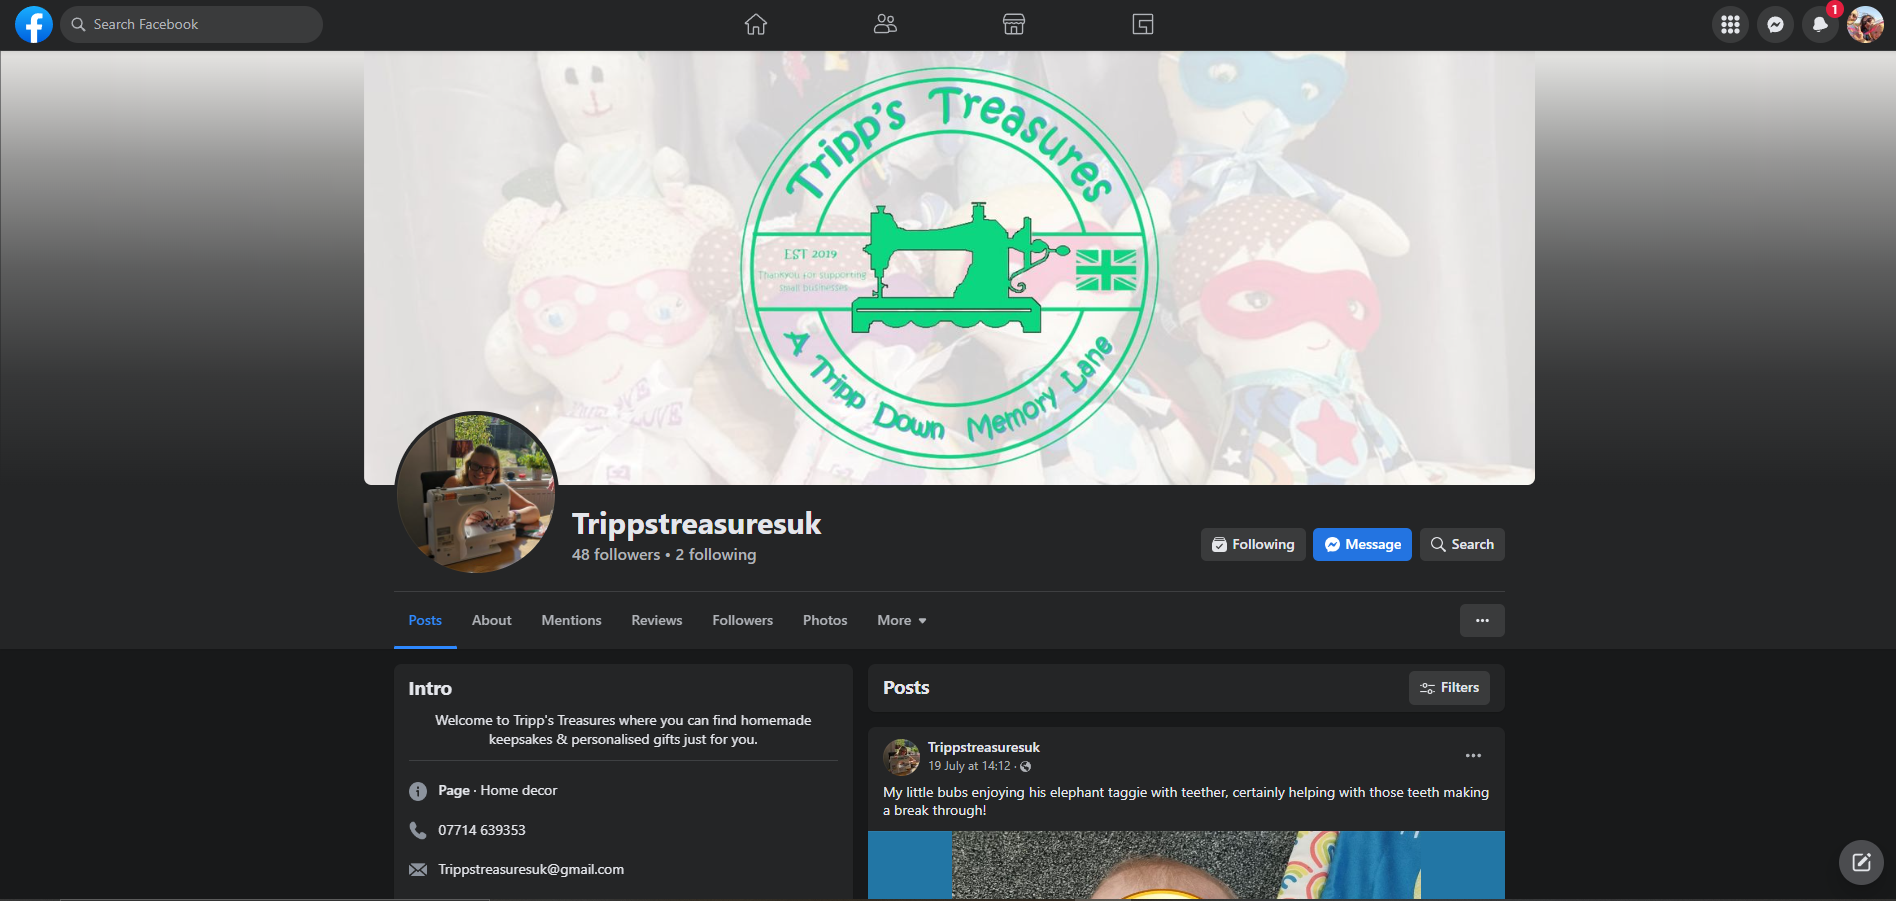 Search Facebook
1
Tripp's Treasures
EST 2019
Thankyou for supporting
small businesses
A Tripp Down Memory Lane
Trippstreasuresuk
48 followers • 2 following
Following
Message
Search
Posts
About
Mentions
Reviews
Followers
Photos
More
Intro
Welcome to Tripp's Treasures where you can find homemade
keepsakes & personalised gifts just for you.
Page · Home decor
07714 639353
Trippstreasuresuk@gmail.com
Posts
Filters
Trippstreasuresuk
19 July at 14:12 ·
My little bubs enjoying his elephant taggie with teether, certainly helping with those teeth making
a break through!